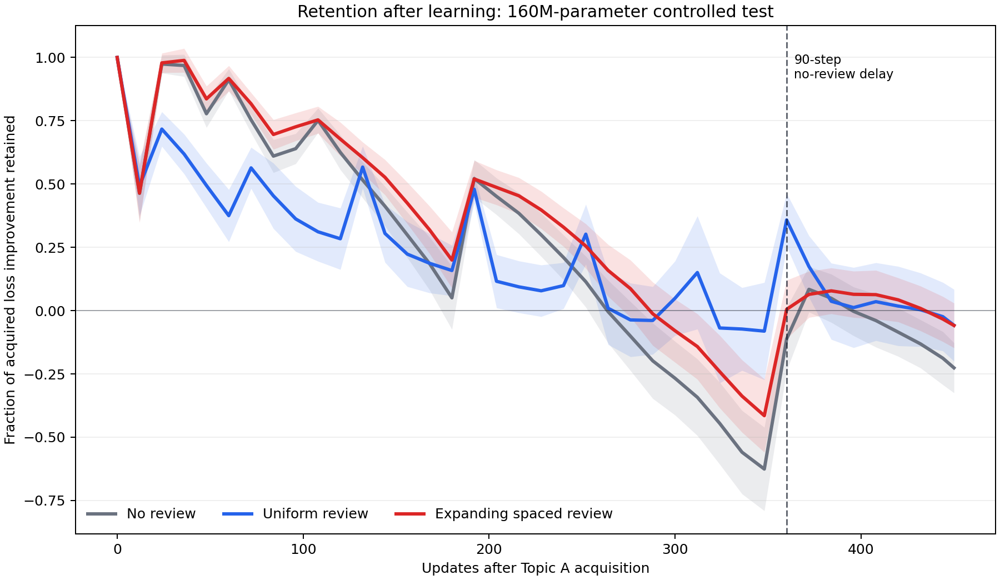 Retention after learning: 160M-parameter controlled test
Fraction of acquired loss improvement retained
1.00
0.75
0.50
0.25
0.00
−0.25
−0.50
−0.75
90-step
no-review delay
No review
Uniform review
Expanding spaced review
0
100
200
300
400
Updates after Topic A acquisition